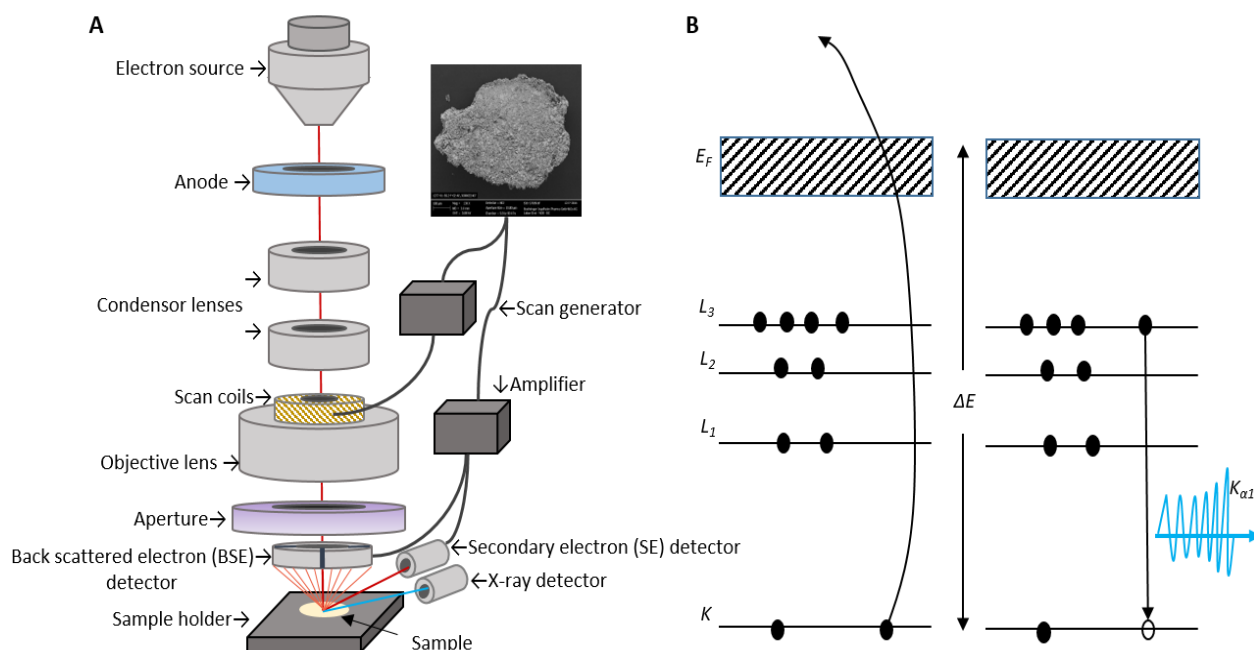 A
Electron source
Anode
Condensor lenses
Scan generator
Scan coils
Amplifier
Objective lens
Aperture
Back scattered electron (BSE)
detector
Secondary electron (SE) detector
X-ray detector
Sample holder
Sample
B
E_F
L_3
L_2
L_1
ΔE
K_α1
K